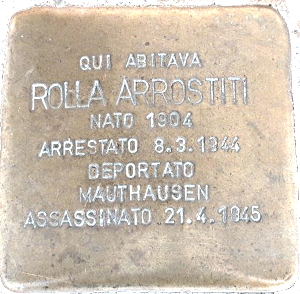 QUI ABITAVA
ROLLA ARROSTITI
NATO 1904
ARRESTATO 8.3.1944
DEPORTATO
MAUTHAUSEN
ASSASSINATO 21.4.1945